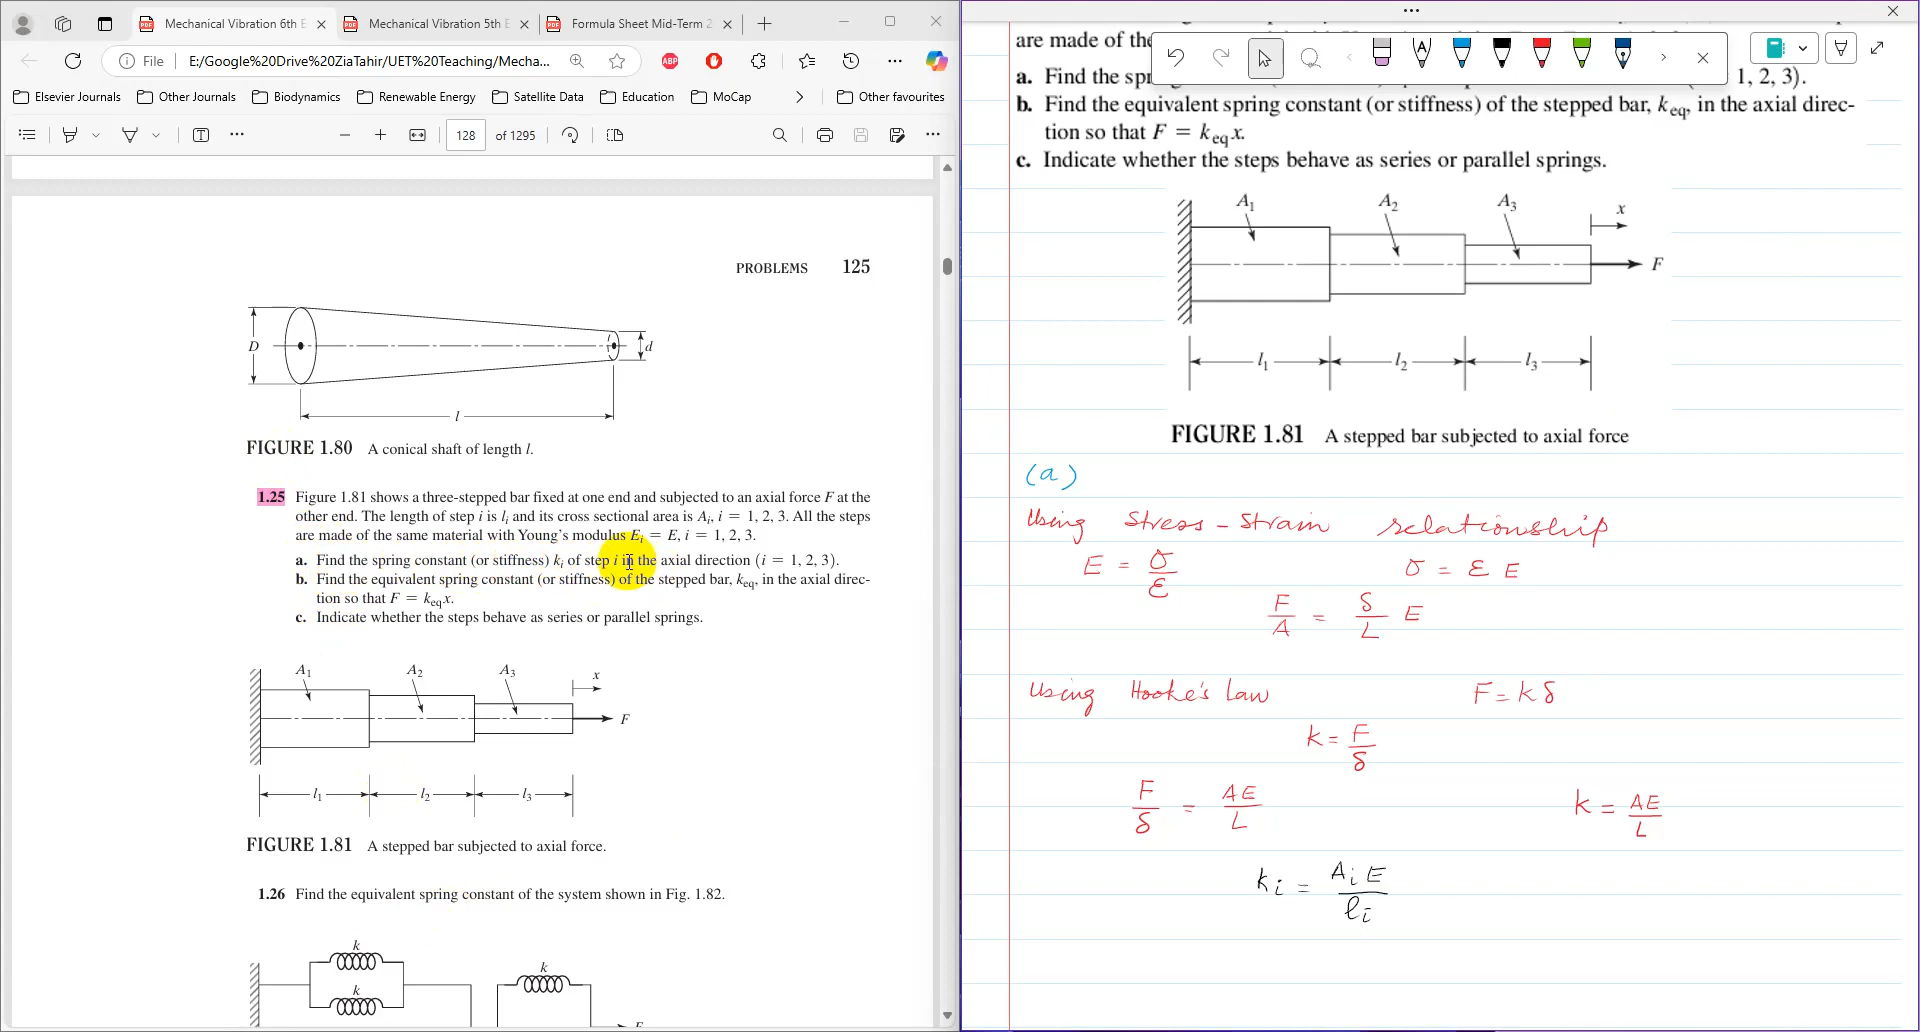 Mechanical Vibration 6th E
Mechanical Vibration 5th E
Formula Sheet Mid-Term 2
File
E:/Google%20Drive%20ZiaTahir/UET%20Teaching/Mecha...
ABP
Elsevier Journals
Other Journals
Biodynamics
Renewable Energy
Satellite Data
Education
MoCap
Other favourites
128 of 1295
PROBLEMS 125
D
d
l
FIGURE 1.80 A conical shaft of length l.
1.25 Figure 1.81 shows a three-stepped bar fixed at one end and subjected to an axial force F at the
other end. The length of step i is lᵢ and its cross sectional area is Aᵢ, i = 1, 2, 3. All the steps
are made of the same material with Young's modulus Eᵢ = E, i = 1, 2, 3.
a. Find the spring constant (or stiffness) kᵢ of step i in the axial direction (i = 1, 2, 3).
b. Find the equivalent spring constant (or stiffness) of the stepped bar, k_eq, in the axial direc-
tion so that F = k_eq x.
c. Indicate whether the steps behave as series or parallel springs.
A₁ A₂ A₃ x
F
l₁ l₂ l₃
FIGURE 1.81 A stepped bar subjected to axial force.
1.26 Find the equivalent spring constant of the system shown in Fig. 1.82.
k
k
k
are made of the
a. Find the spr 1, 2, 3).
b. Find the equivalent spring constant (or stiffness) of the stepped bar, k_eq, in the axial direc-
tion so that F = k_eq x.
c. Indicate whether the steps behave as series or parallel springs.
A₁ A₂ A₃ x
F
l₁ l₂ l₃
FIGURE 1.81 A stepped bar subjected to axial force
(a)
Using Stress-Strain relationship
E = σ/ε σ = ε E
F/A = δ/L E
Using Hooke's Law F = k δ
k = F/δ
F/δ = AE/L k = AE/L
kᵢ = AᵢE/lᵢ